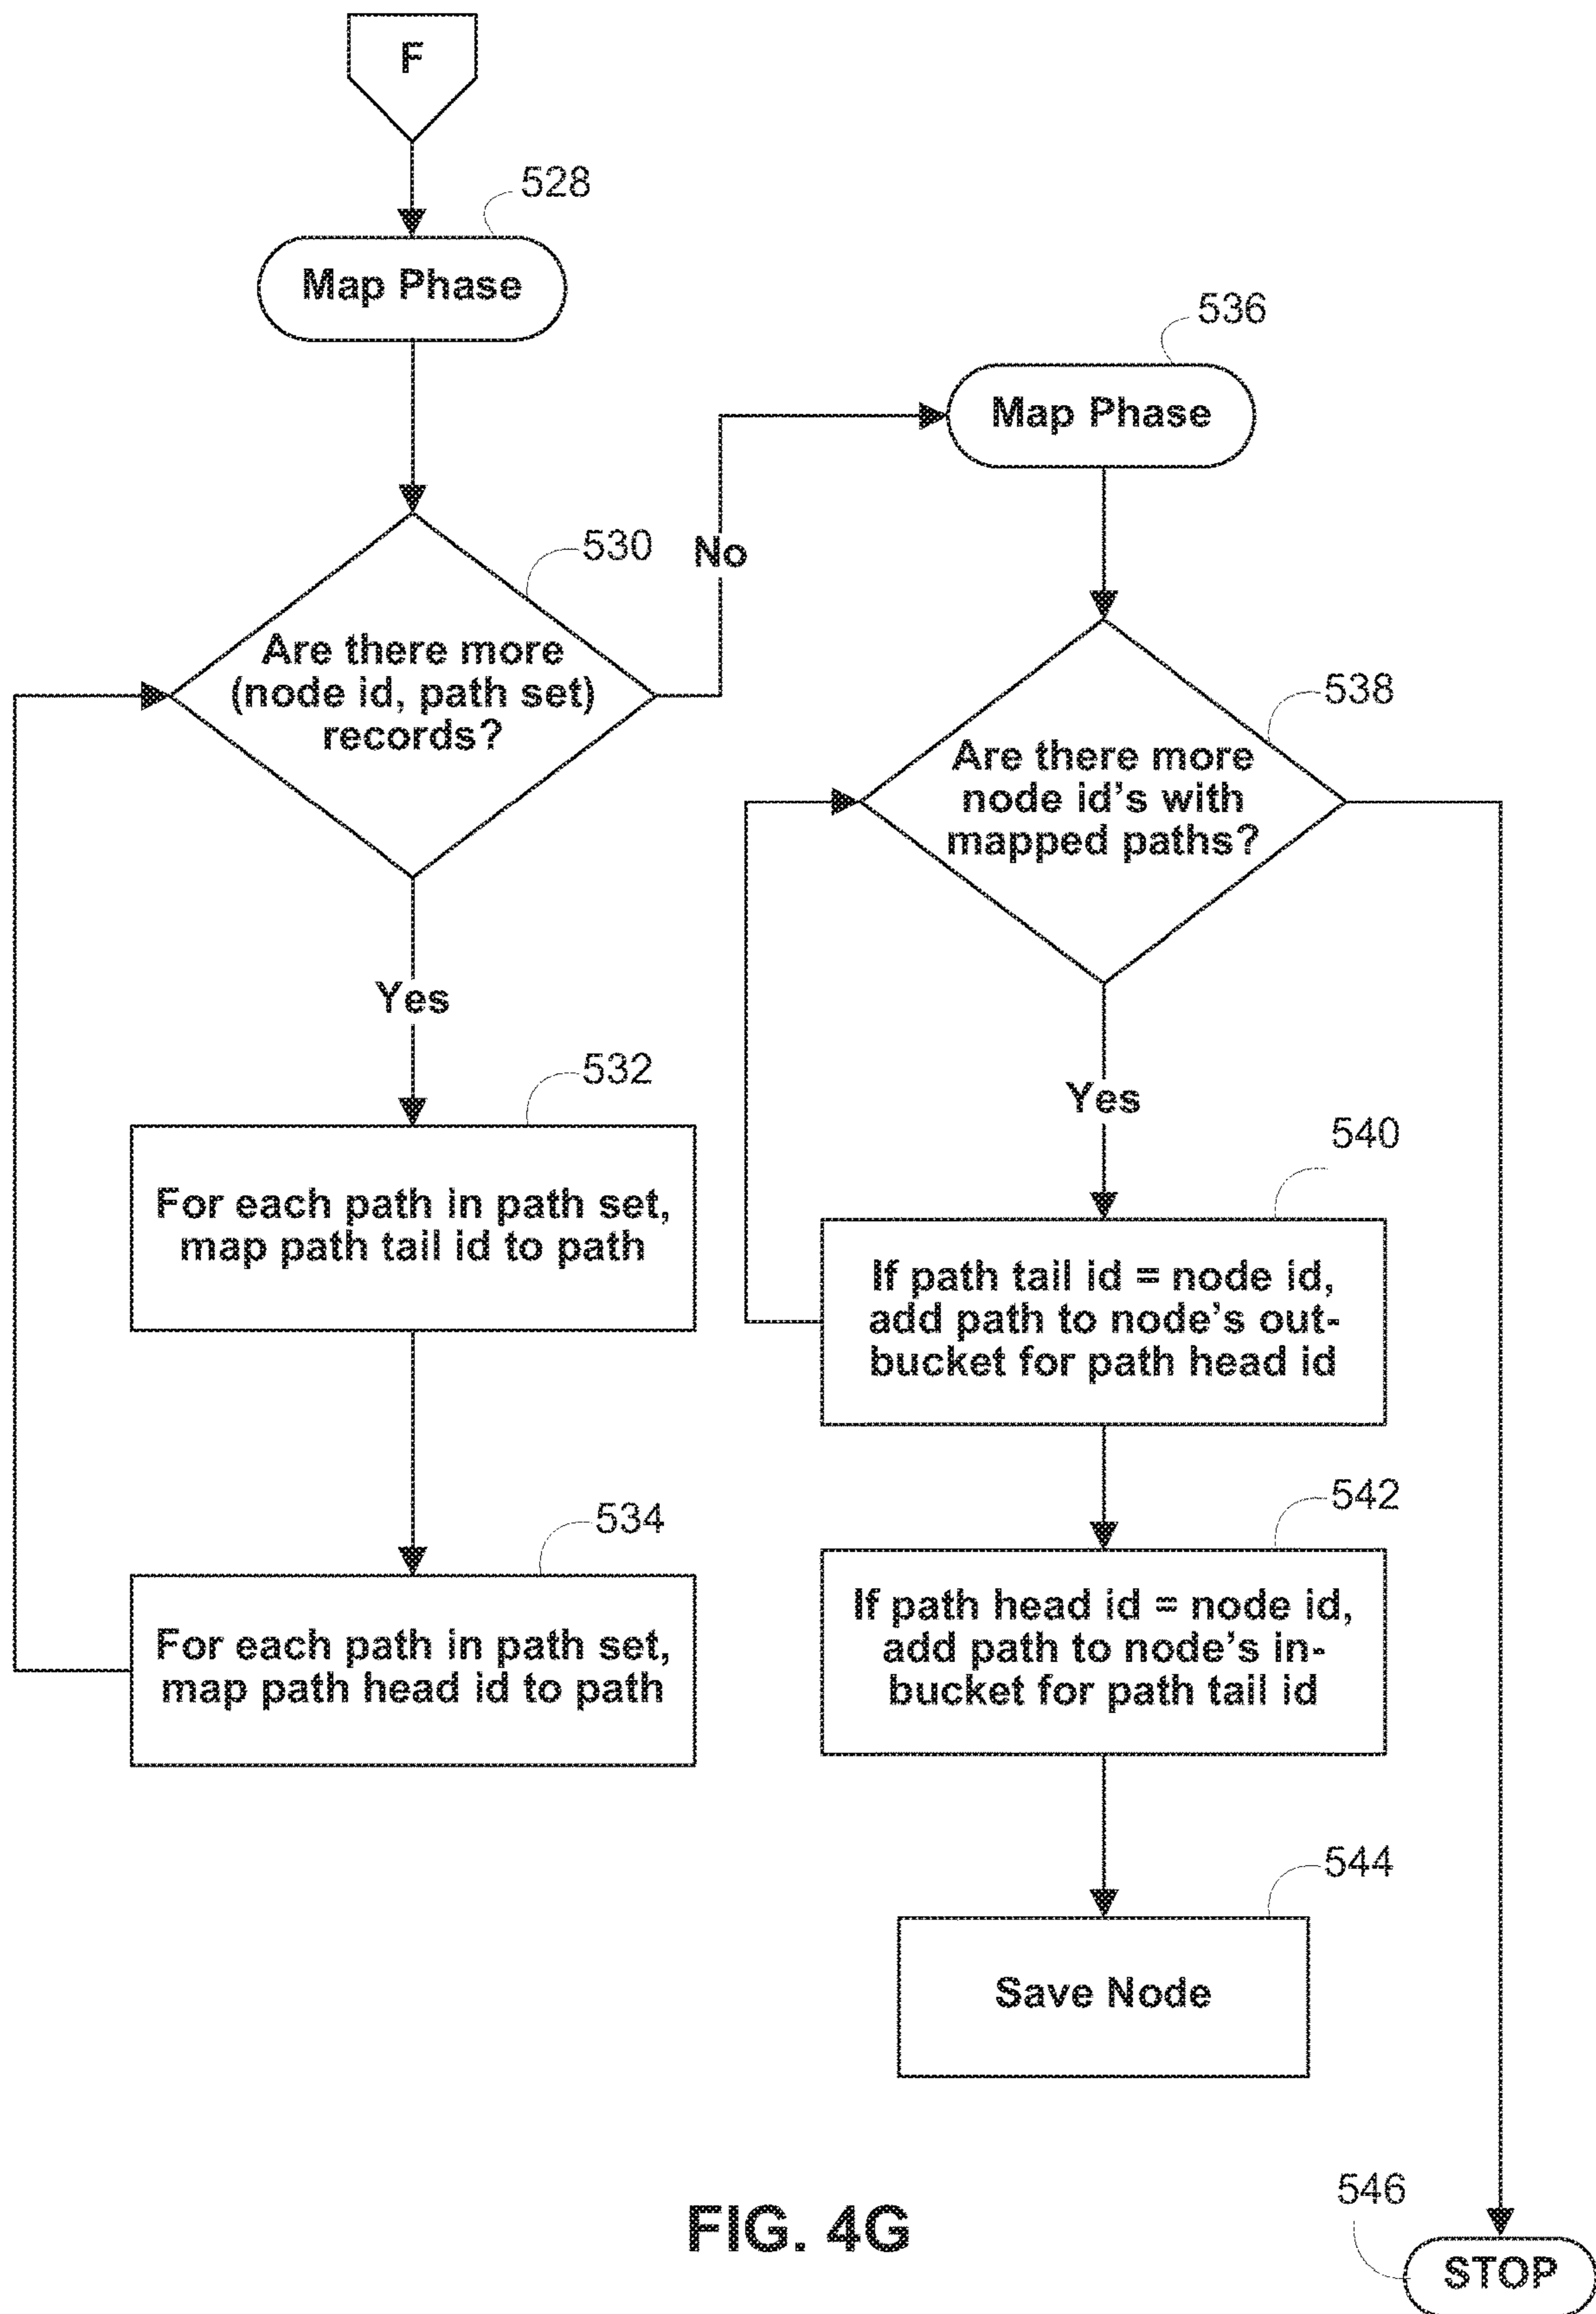 F
528
Map Phase
536
Map Phase
530
No
Are there more
(node id, path set)
records?
538
Are there more
node id's with
mapped paths?
Yes
532
Yes
540
For each path in path set,
map path tail id to path
If path tail id = node id,
add path to node's out-
bucket for path head id
534
542
For each path in path set,
map path head id to path
If path head id = node id,
add path to node's in-
bucket for path tail id
544
Save Node
546
FIG. 4G
STOP